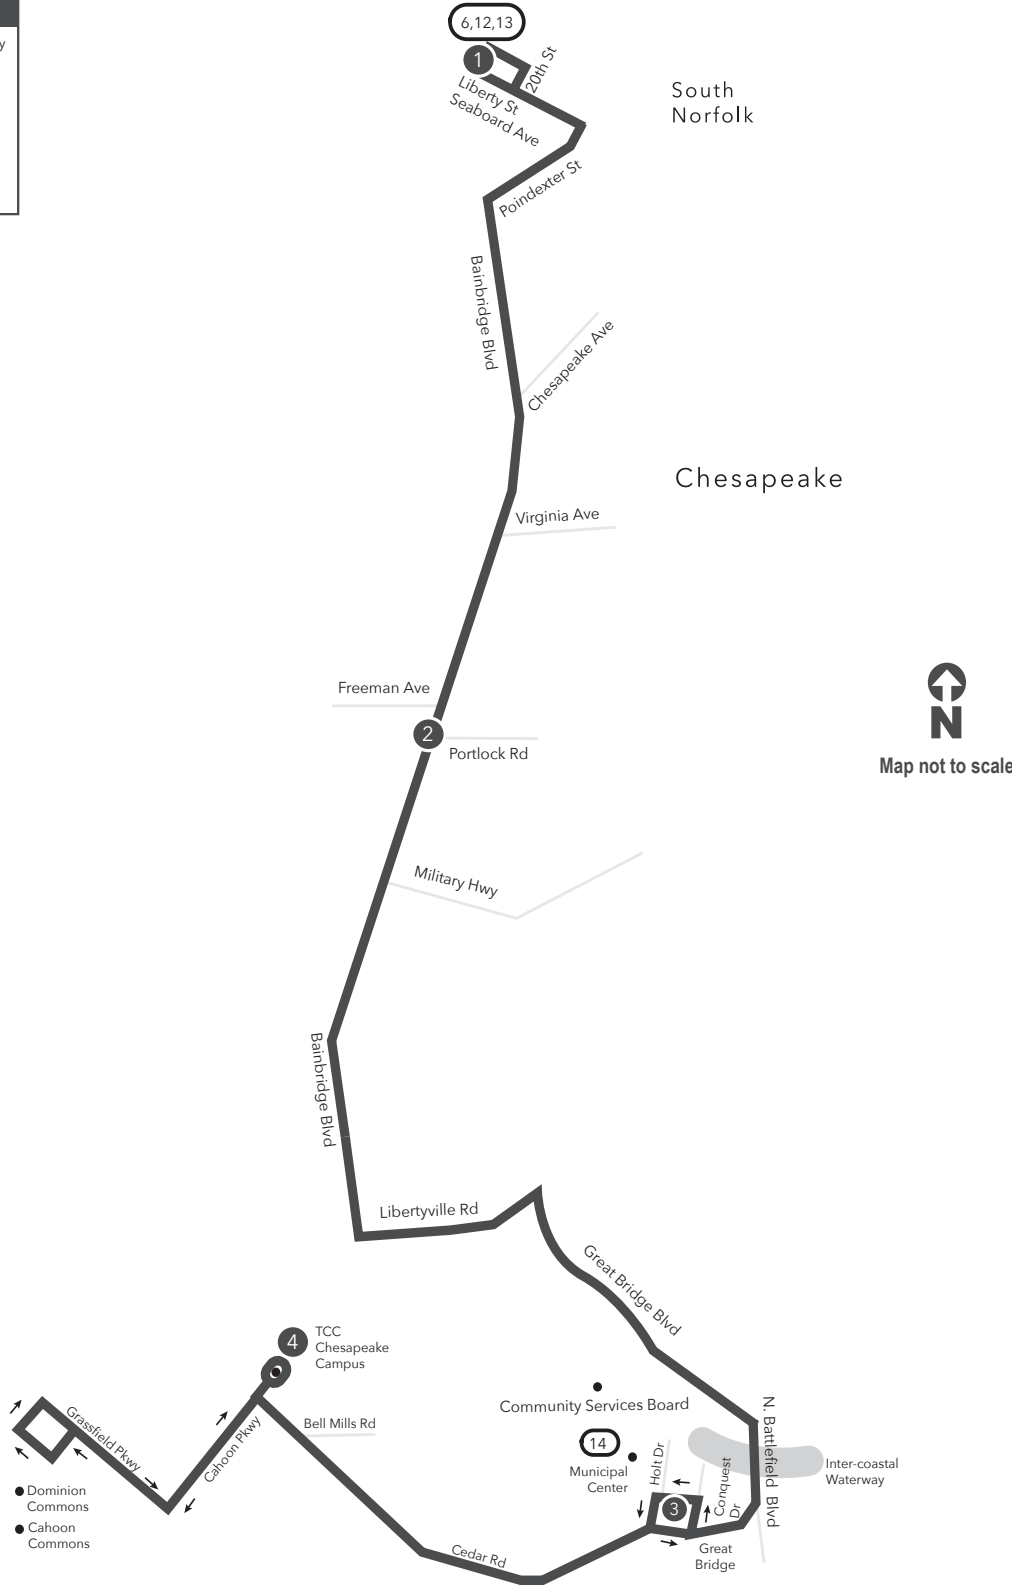 y
6,12,13
1
20th St
Liberty St
Seaboard Ave
South
Norfolk
Poindexter St
Bainbridge Blvd
Chesapeake Ave
Chesapeake
Virginia Ave
Freeman Ave
2
Portlock Rd
N
Map not to scale
Military Hwy
Bainbridge Blvd
Libertyville Rd
Great Bridge Blvd
4
TCC
Chesapeake
Campus
Grassfield Pkwy
Cahoon Pkwy
Bell Mills Rd
Community Services Board
14
Municipal
Center
Holt Dr
Conquest
Dr
N. Battlefield Blvd
Inter-coastal
Waterway
3
Dominion
Commons
Cahoon
Commons
Cedar Rd
Great
Bridge